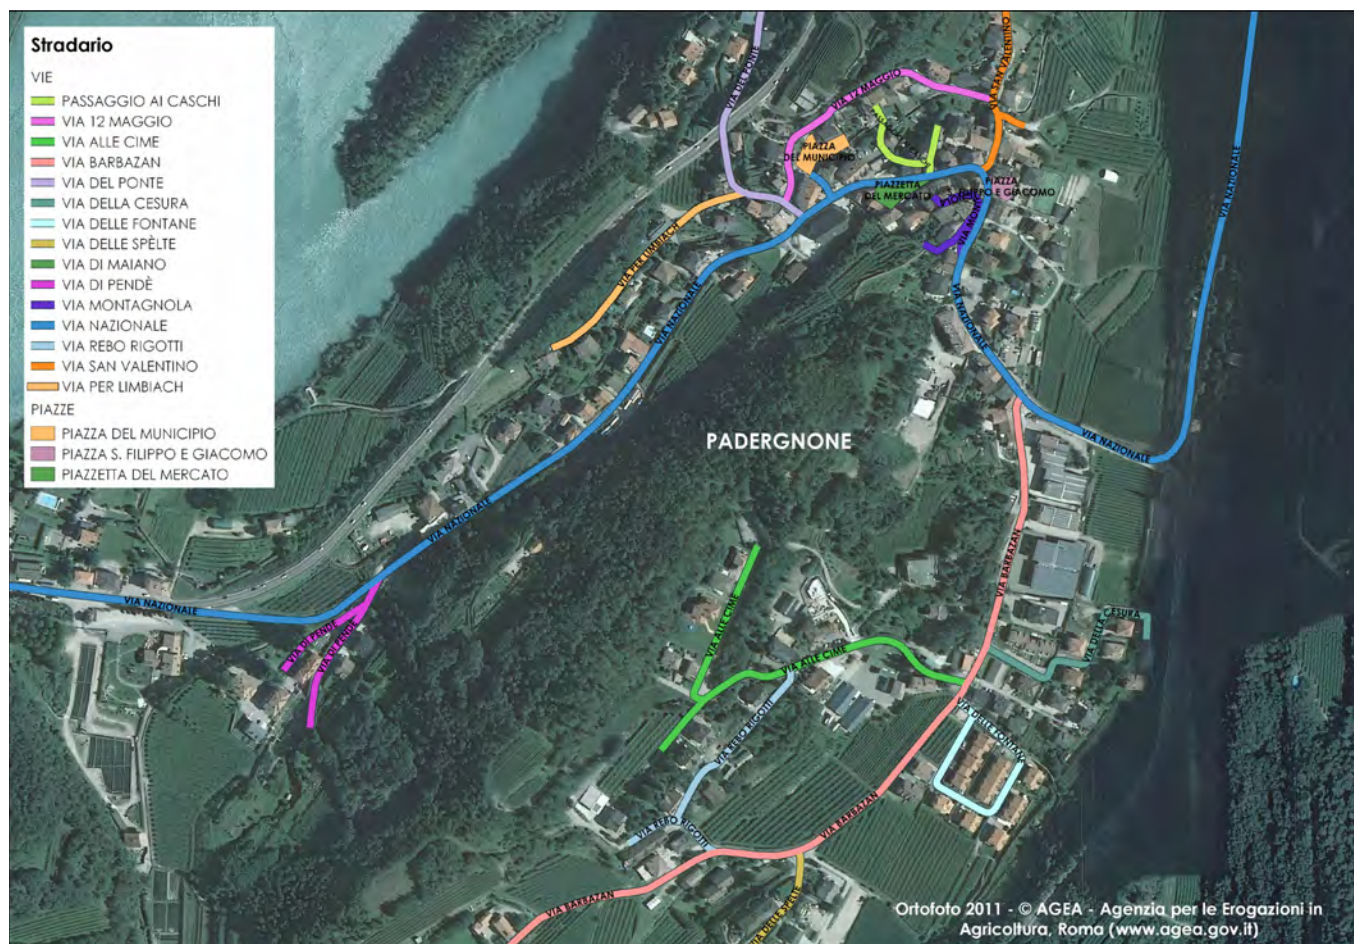 Stradario
VIE
PASSAGGIO AI CASCHI
VIA 12 MAGGIO
VIA ALLE CIME
VIA BARBAZAN
VIA DEL PONTE
VIA DELLA CESURA
VIA DELLE FONTANE
VIA DELLE SPÈLTE
VIA DI MAIANO
VIA DI PENDÈ
VIA MONTAGNOLA
VIA NAZIONALE
VIA REBO RIGOTTI
VIA SAN VALENTINO
VIA PER LIMBIACH
PIAZZE
PIAZZA DEL MUNICIPIO
PIAZZA S. FILIPPO E GIACOMO
PIAZZETTA DEL MERCATO
VIA DEL PONTE
VIA 12 MAGGIO
VIA SAN VALENTINO
PIAZZA
DEL MUNICIPIO
PIAZZETTA
DEL MERCATO
PIAZZA
FILIPPO E GIACOMO
VIA NAZIONALE
VIA PER LIMBIACH
VIA NAZIONALE
VIA NAZIONALE
VIA NAZIONALE
PADERGNONE
VIA NAZIONALE
VIA NAZIONALE
VIA BARBAZAN
VIA DI PENDE
VIA DI PENDE
VIA ALLE CIME
VIA ALLE CIME
VIA DELLA CESURA
VIA REBO RIGOTTI
VIA DELLE FONTANE
VIA REBO RIGOTTI
VIA BARBAZAN
VIA BARBAZAN
VIA DELLE SPELTE
Ortofoto 2011 - © AGEA - Agenzia per le Erogazioni in
Agricoltura, Roma (www.agea.gov.it)